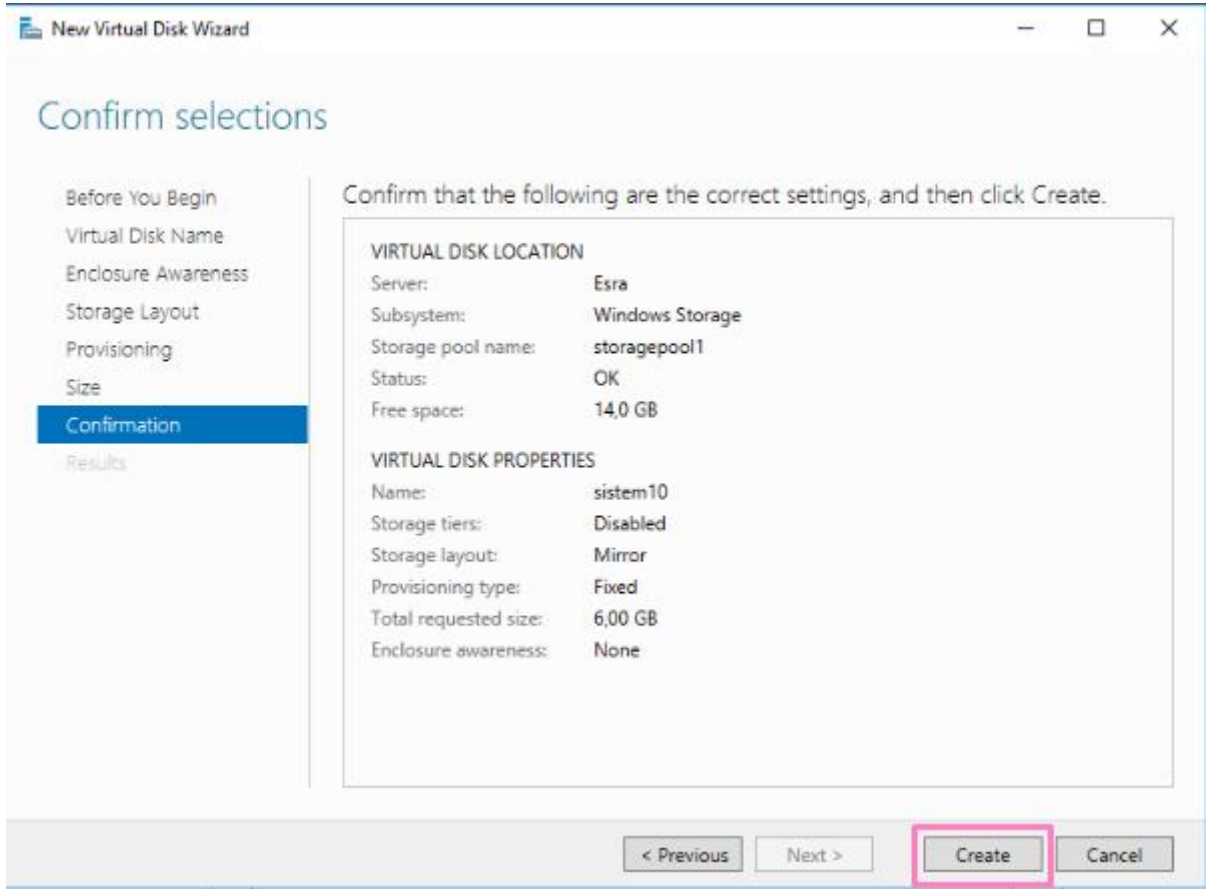 New Virtual Disk Wizard
Confirm selections
Before You Begin
Virtual Disk Name
Enclosure Awareness
Storage Layout
Provisioning
Size
Confirmation
Results
Confirm that the following are the correct settings, and then click Create.
VIRTUAL DISK LOCATION
Server: Esra
Subsystem: Windows Storage
Storage pool name: storagepool1
Status: OK
Free space: 14,0 GB
VIRTUAL DISK PROPERTIES
Name: sistem10
Storage tiers: Disabled
Storage layout: Mirror
Provisioning type: Fixed
Total requested size: 6,00 GB
Enclosure awareness: None
< Previous Next > Create Cancel